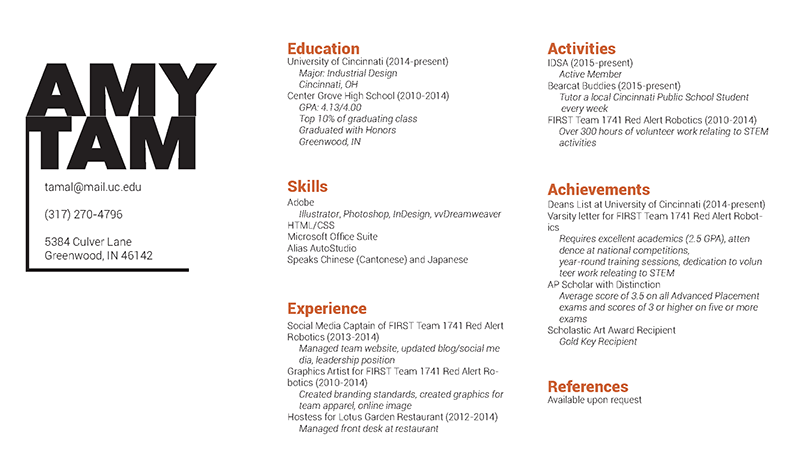 AMY
TAM
tamal@mail.uc.edu
(317) 270-4796
5384 Culver Lane
Greenwood, IN 46142
Education
University of Cincinnati (2014-present)
Major: Industrial Design
Cincinnati, OH
Center Grove High School (2010-2014)
GPA: 4.13/4.00
Top 10% of graduating class
Graduated with Honors
Greenwood, IN
Skills
Adobe
Illustrator, Photoshop, InDesign, vvDreamweaver
HTML/CSS
Microsoft Office Suite
Alias AutoStudio
Speaks Chinese (Cantonese) and Japanese
Experience
Social Media Captain of FIRST Team 1741 Red Alert
Robotics (2013-2014)
Managed team website, updated blog/social me
dia, leadership position
Graphics Artist for FIRST Team 1741 Red Alert Ro-
botics (2010-2014)
Created branding standards, created graphics for
team apparel, online image
Hostess for Lotus Garden Restaurant (2012-2014)
Managed front desk at restaurant
Activities
IDSA (2015-present)
Active Member
Bearcat Buddies (2015-present)
Tutor a local Cincinnati Public School Student
every week
FIRST Team 1741 Red Alert Robotics (2010-2014)
Over 300 hours of volunteer work relating to STEM
activities
Achievements
Deans List at University of Cincinnati (2014-present)
Varsity letter for FIRST Team 1741 Red Alert Robot-
ics
Requires excellent academics (2.5 GPA), atten
dence at national competitions,
year-round training sessions, dedication to volun
teer work releating to STEM
AP Scholar with Distinction
Average score of 3.5 on all Advanced Placement
exams and scores of 3 or higher on five or more
exams
Scholastic Art Award Recipient
Gold Key Recipient
References
Available upon request